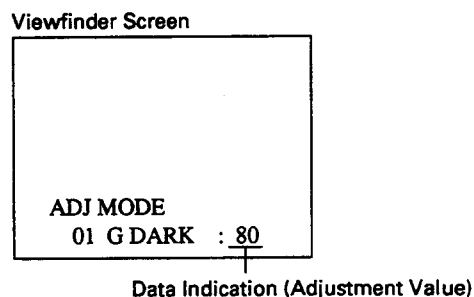 Viewfinder Screen
ADJ MODE
01 G DARK : 80
Data Indication (Adjustment Value)